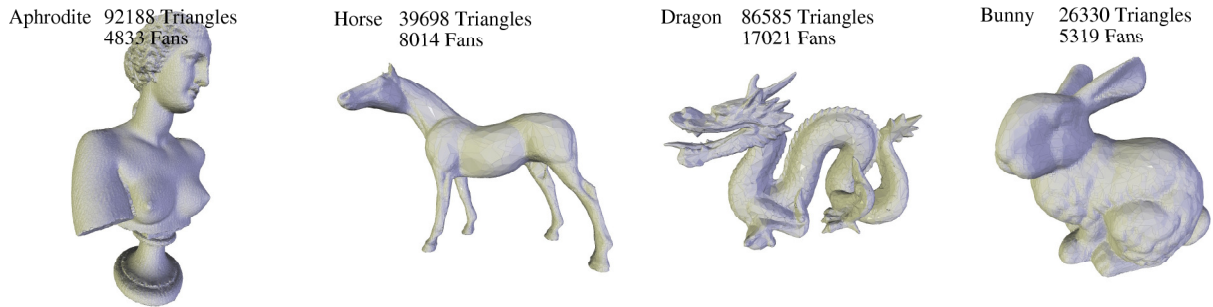 Aphrodite 92188 Triangles
4833 Fans
Horse 39698 Triangles
8014 Fans
Dragon 86585 Triangles
17021 Fans
Bunny 26330 Triangles
5319 Fans